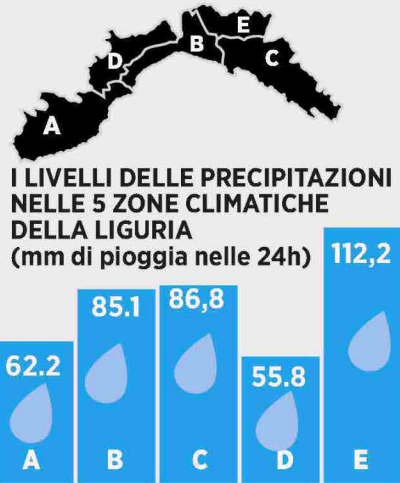 E
B
C
D
A
I LIVELLI DELLE PRECIPITAZIONI
NELLE 5 ZONE CLIMATICHE
DELLA LIGURIA
(mm di pioggia nelle 24h)
112,2
85.1
86,8
62.2
55.8
A B C D E